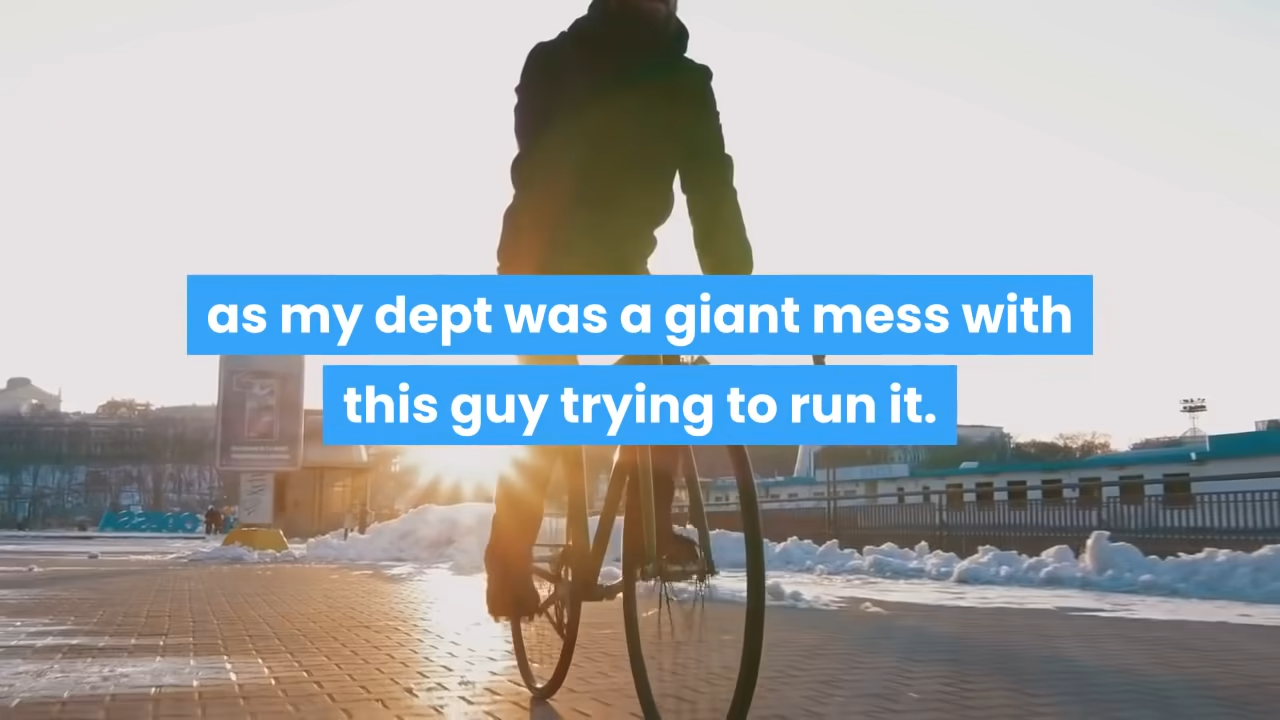 as my dept was a giant mess with
this guy trying to run it.